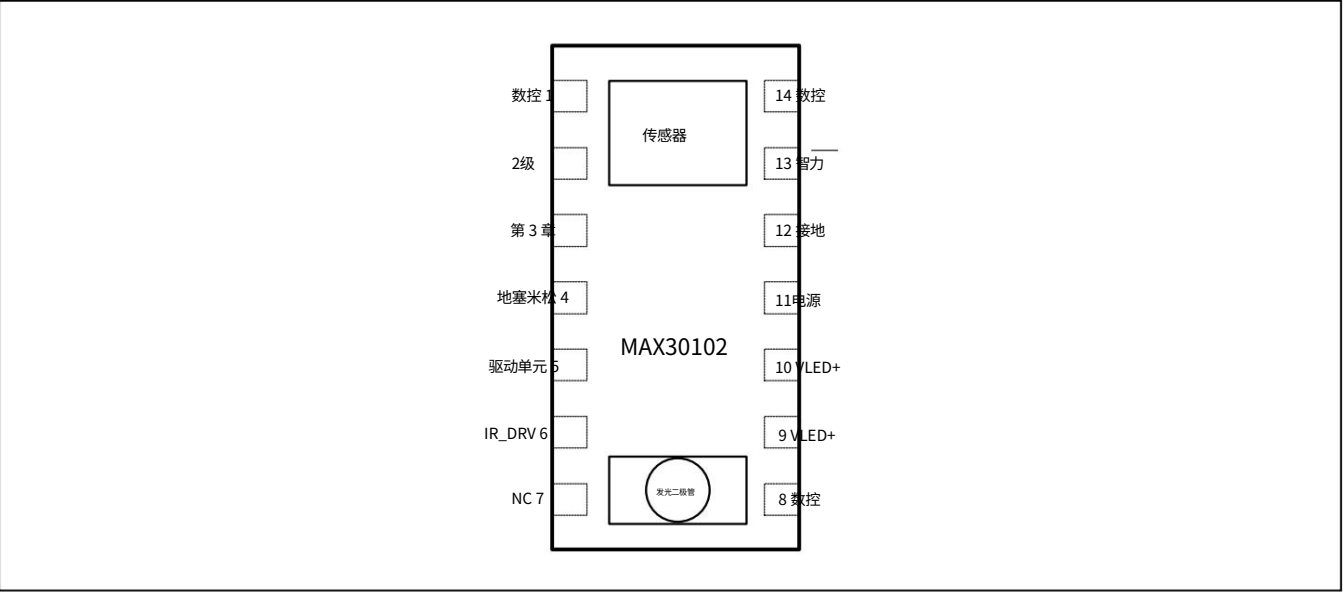 数控 1
14 数控
传感器
2级
13 智力
第 3 章
12 接地
地塞米松 4
11电源
MAX30102
驱动单元 5
10 VLED+
IR_DRV 6
9 VLED+
发光二极管
NC 7
8 数控